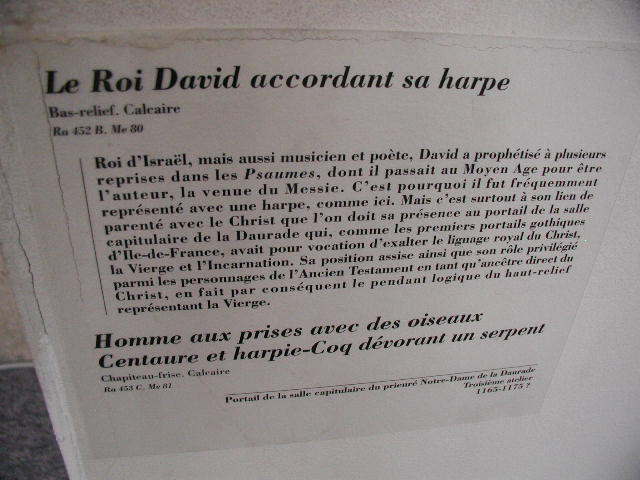 Le Roi David accordant sa harpe
Bas-relief. Calcaire
Ra 452 B. Me 80
Roi d'Israël, mais aussi musicien et poète, David a prophétisé à plusieurs
reprises dans les Psaumes, dont il passait au Moyen Age pour être
l'auteur, la venue du Messie. C'est pourquoi il fut fréquemment
représenté avec une harpe, comme ici. Mais c'est surtout à son lien de
parenté avec le Christ que l'on doit sa présence au portail de la salle
capitulaire de la Daurade qui, comme les premiers portails gothiques
d'Ile-de-France, avait pour vocation d'exalter le lignage royal du Christ,
la Vierge et l'Incarnation. Sa position assise ainsi que son rôle privilégié
parmi les personnages de l'Ancien Testament en tant qu'ancêtre direct du
Christ, en fait par conséquent le pendant logique du haut-relief
représentant la Vierge.
Homme aux prises avec des oiseaux
Centaure et harpie-Coq dévorant un serpent
Chapiteau-frise. Calcaire
Ra 453 C. Me 81
Portail de la salle capitulaire du prieuré Notre-Dame de la Daurade
Troisième atelier
1165-1175 ?